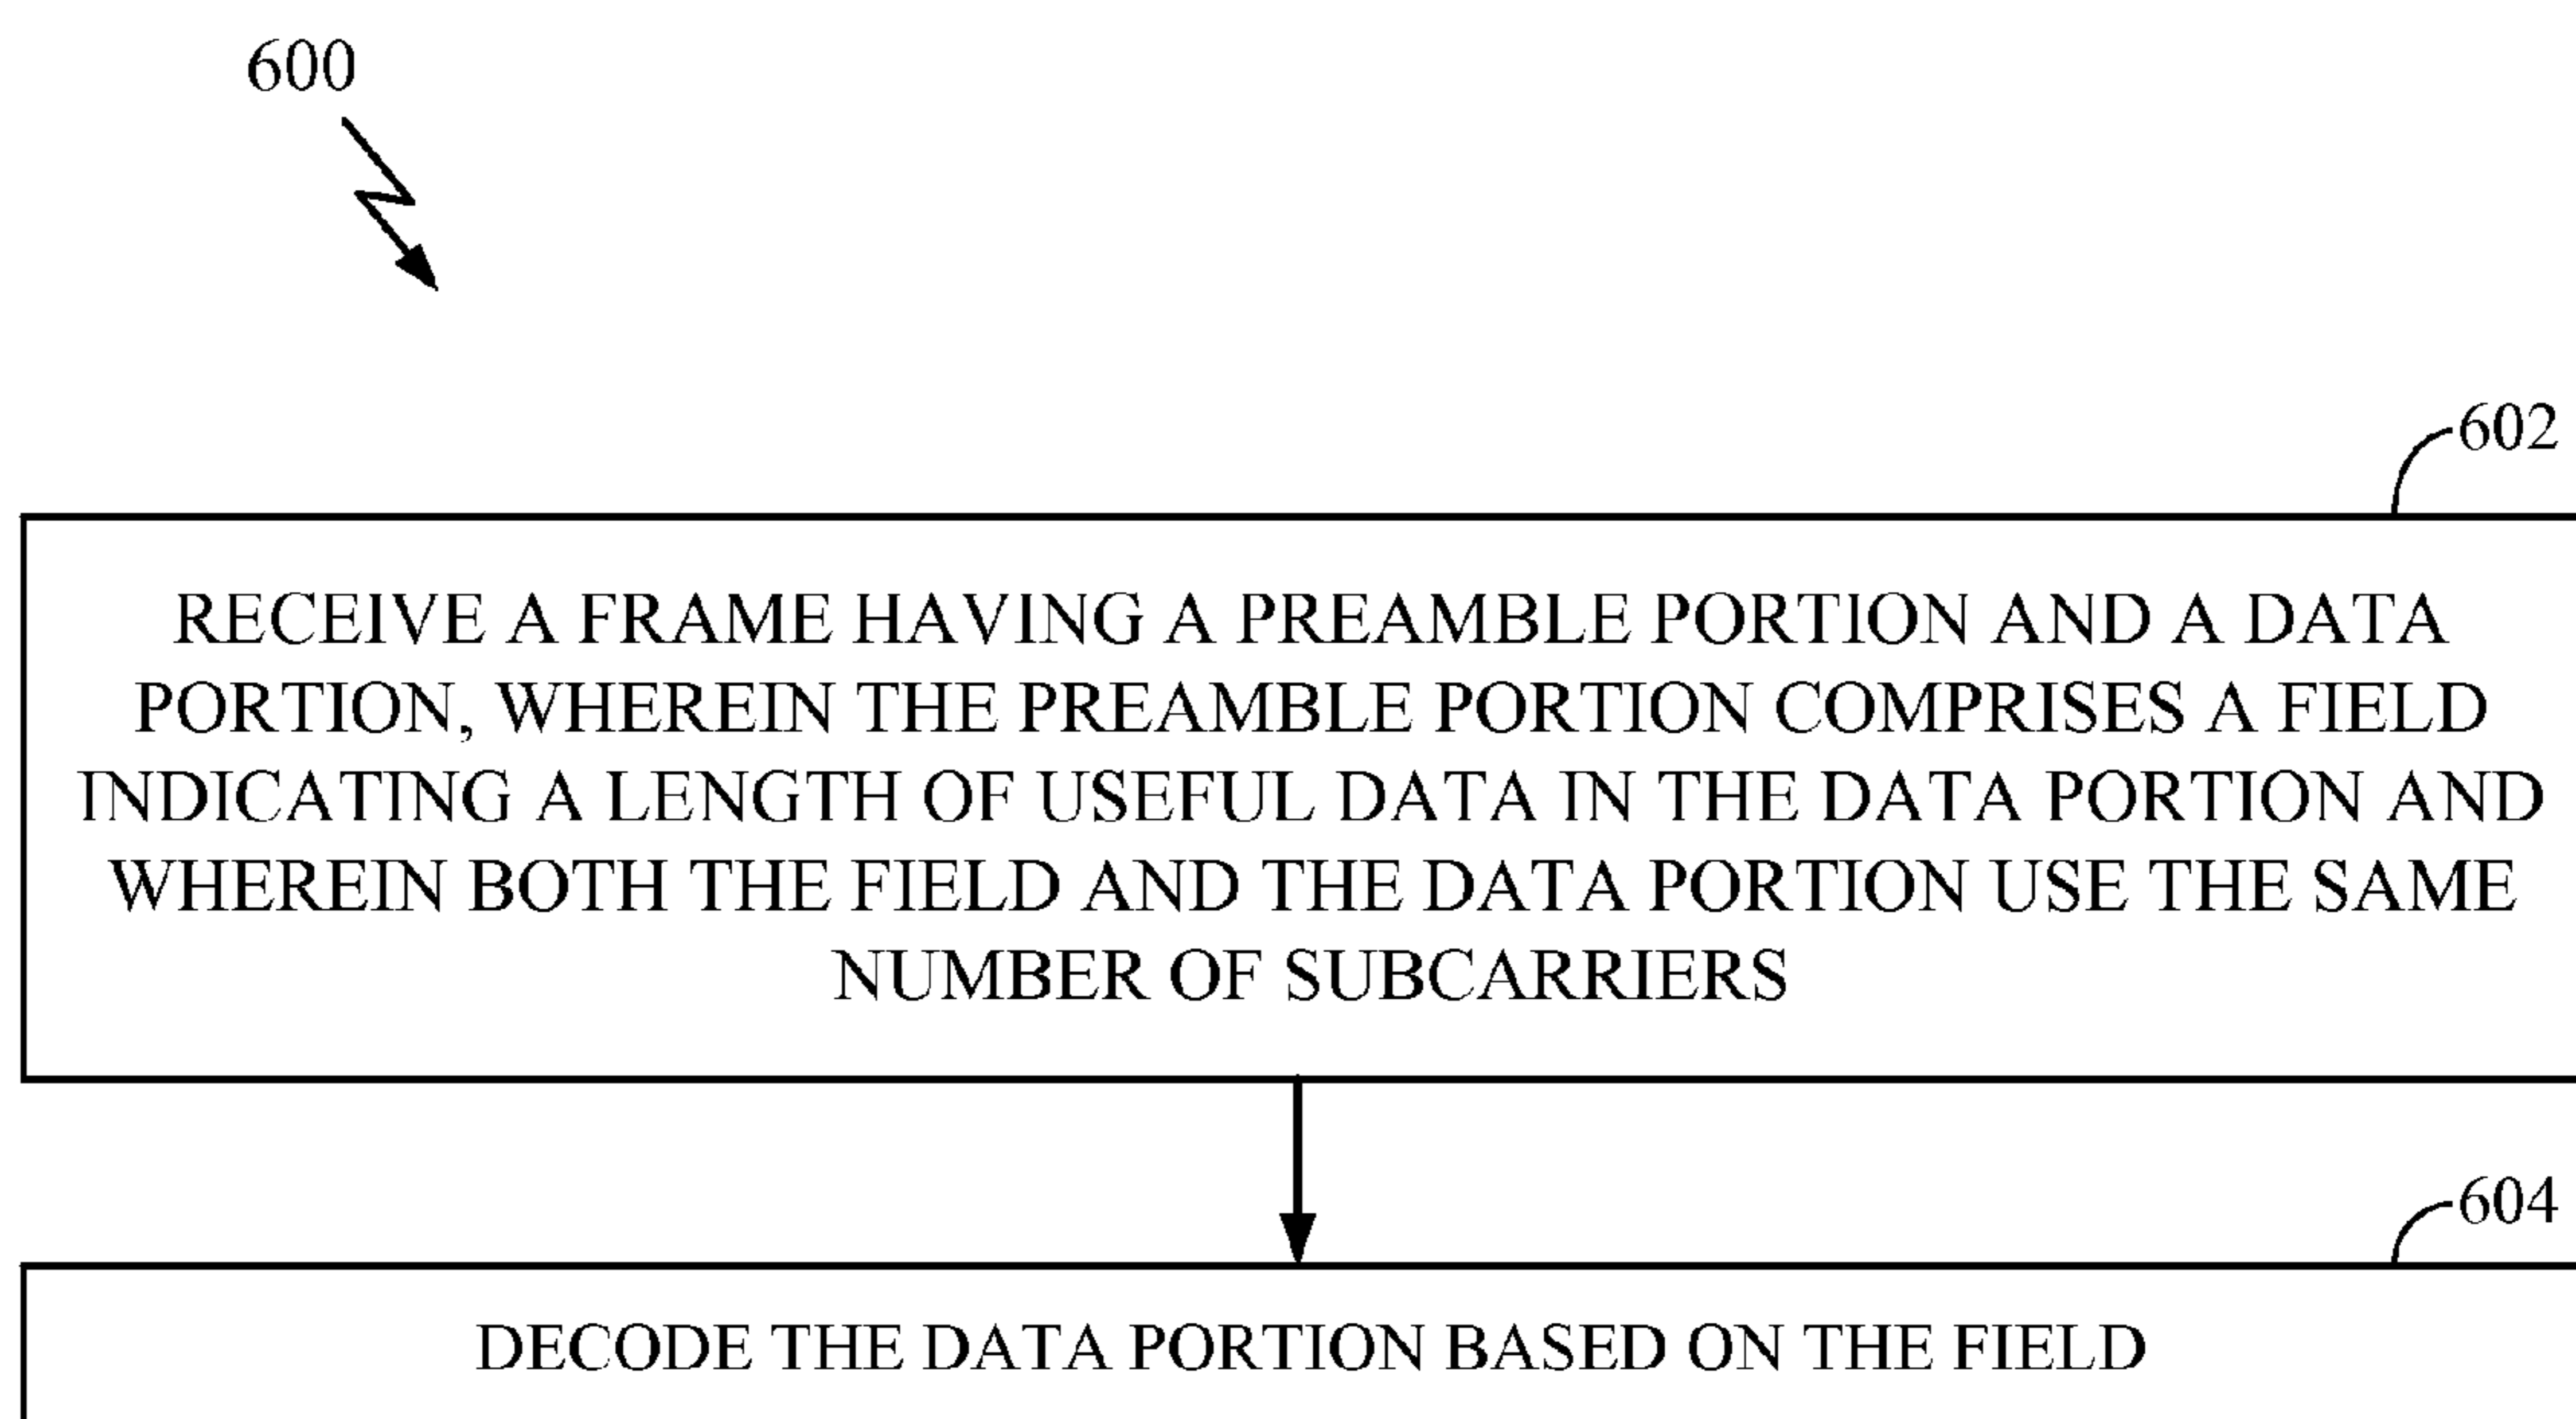 600
602
RECEIVE A FRAME HAVING A PREAMBLE PORTION AND A DATA
PORTION, WHEREIN THE PREAMBLE PORTION COMPRISES A FIELD
INDICATING A LENGTH OF USEFUL DATA IN THE DATA PORTION AND
WHEREIN BOTH THE FIELD AND THE DATA PORTION USE THE SAME
NUMBER OF SUBCARRIERS
604
DECODE THE DATA PORTION BASED ON THE FIELD